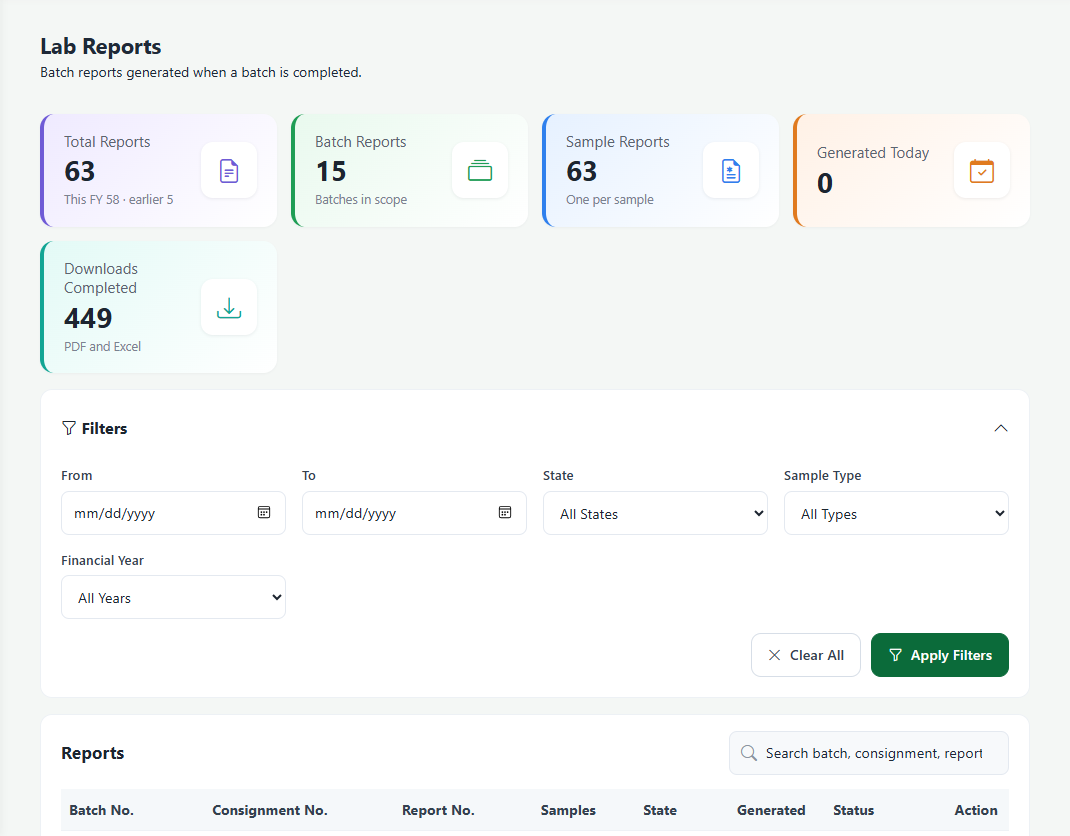 Lab Reports
Batch reports generated when a batch is completed.
Total Reports
63
This FY 58 · earlier 5
Batch Reports
15
Batches in scope
Sample Reports
63
One per sample
Generated Today
0
Downloads
Completed
449
PDF and Excel
Filters
From
To
State
Sample Type
mm/dd/yyyy
mm/dd/yyyy
All States
All Types
Financial Year
All Years
Clear All
Apply Filters
Reports
Search batch, consignment, report
Batch No. Consignment No. Report No. Samples State Generated Status Action